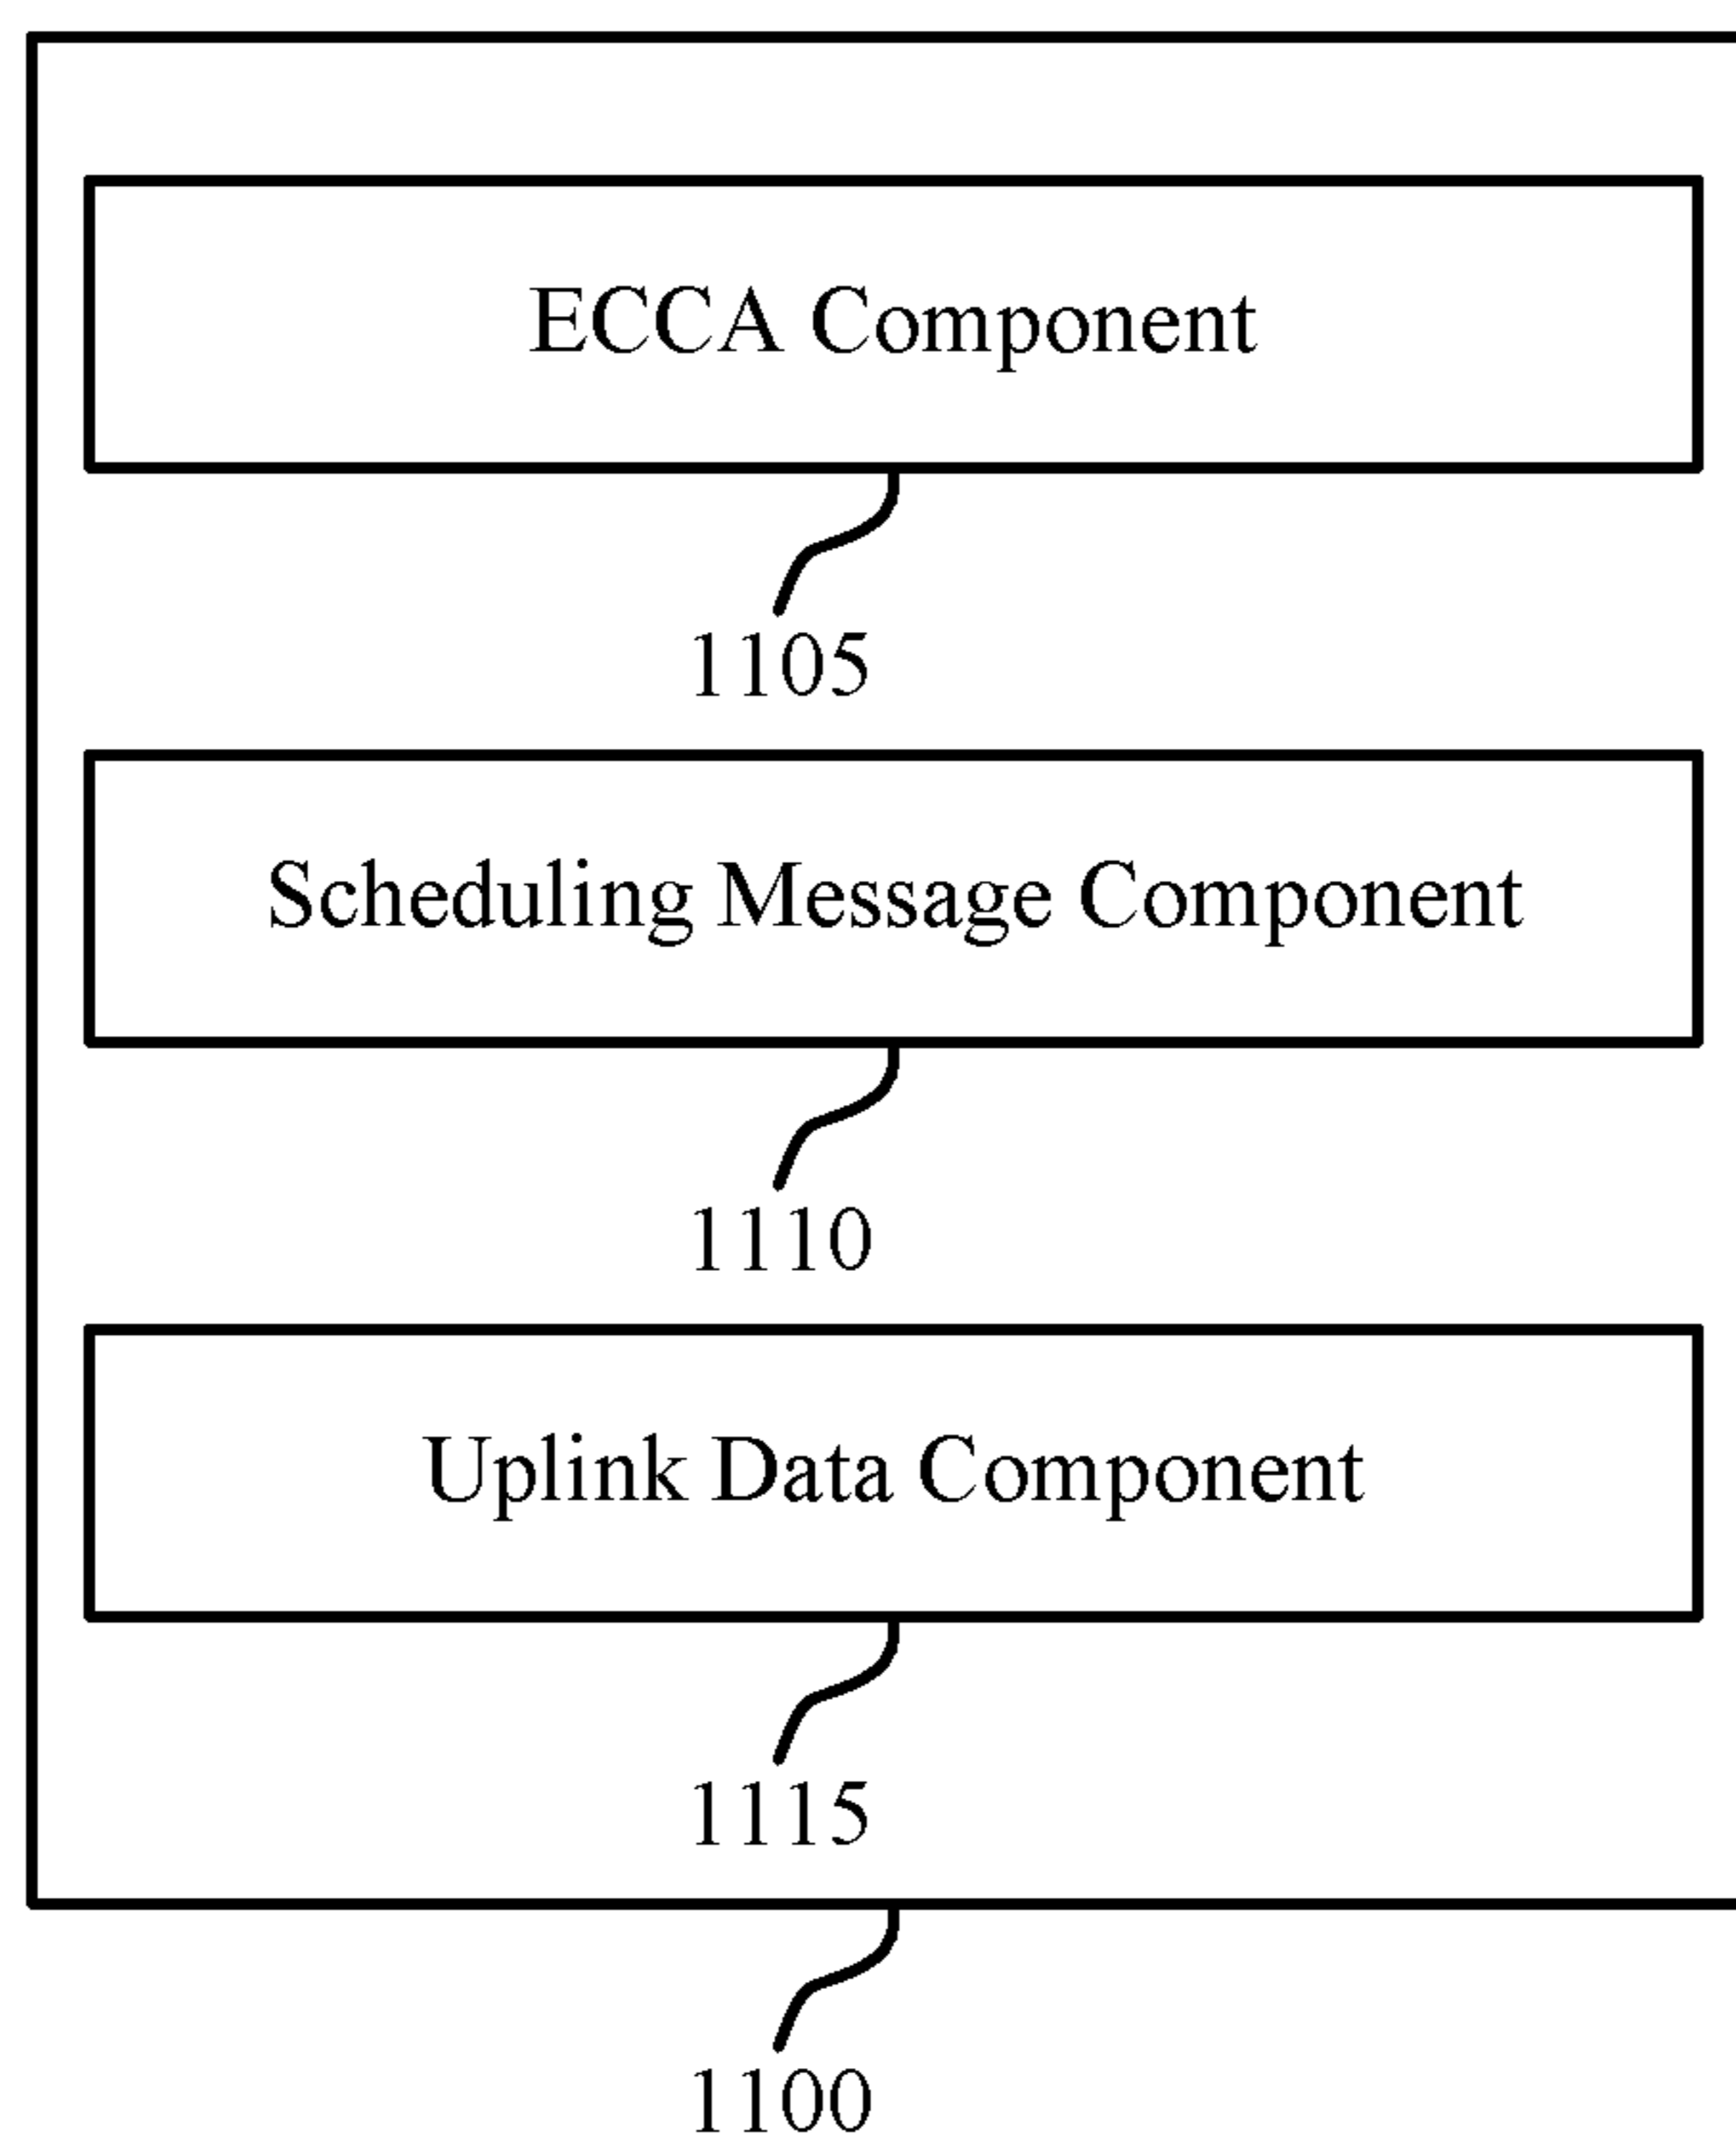 ECCA Component
1105
Scheduling Message Component
1110
Uplink Data Component
1115
1100